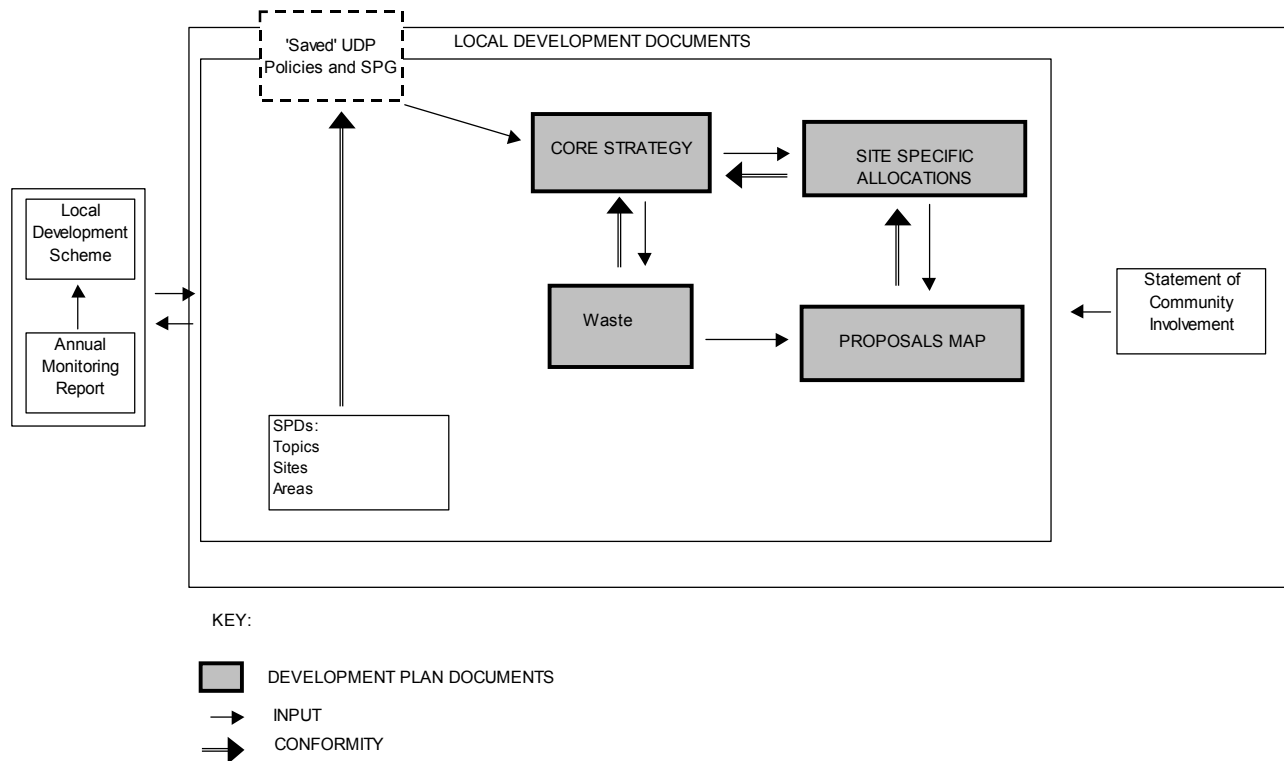 'Saved' UDP
Policies and SPG
LOCAL DEVELOPMENT DOCUMENTS
CORE STRATEGY
SITE SPECIFIC
ALLOCATIONS
Local
Development
Scheme
Annual
Monitoring
Report
Waste
PROPOSALS MAP
Statement of
Community
Involvement
SPDs:
Topics
Sites
Areas
KEY:
DEVELOPMENT PLAN DOCUMENTS
INPUT
CONFORMITY